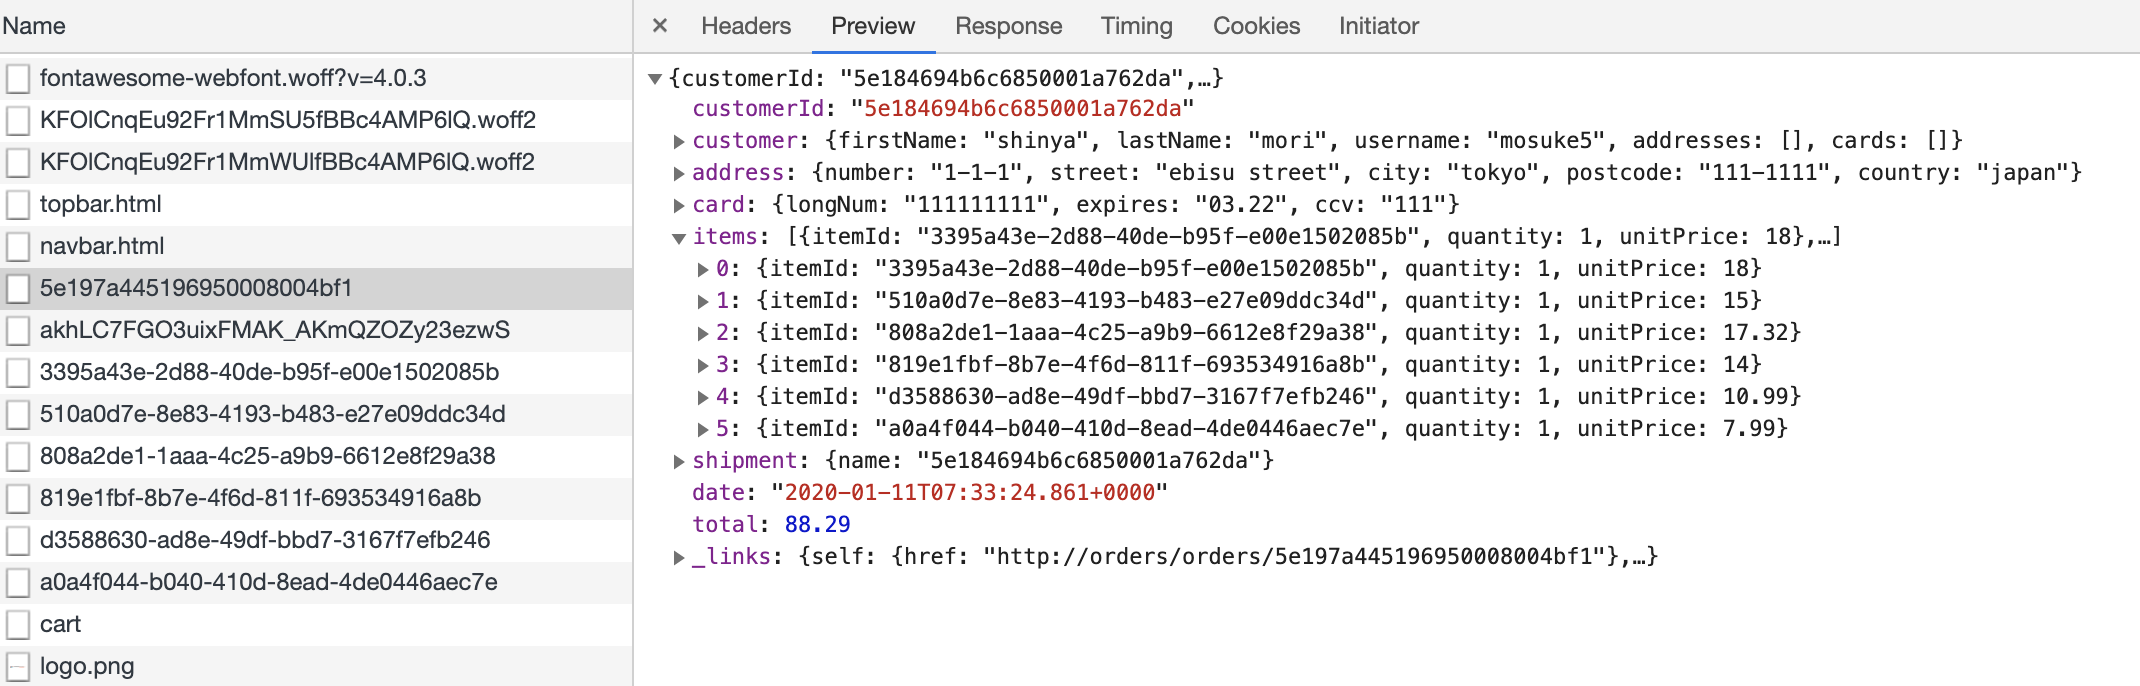 Name
fontawesome-webfont.woff?v=4.0.3
KFOlCnqEu92Fr1MmSU5fBBc4AMP6lQ.woff2
KFOlCnqEu92Fr1MmWUlfBBc4AMP6lQ.woff2
topbar.html
navbar.html
5e197a445196950008004bf1
akhLC7FGO3uixFMAK_AKmQZOZy23ezwS
3395a43e-2d88-40de-b95f-e00e1502085b
510a0d7e-8e83-4193-b483-e27e09ddc34d
808a2de1-1aaa-4c25-a9b9-6612e8f29a38
819e1fbf-8b7e-4f6d-811f-693534916a8b
d3588630-ad8e-49df-bbd7-3167f7efb246
a0a4f044-b040-410d-8ead-4de0446aec7e
cart
logo.png
Headers Preview Response Timing Cookies Initiator
{customerId: "5e184694b6c6850001a762da",…}
customerId: "5e184694b6c6850001a762da"
customer: {firstName: "shinya", lastName: "mori", username: "mosuke5", addresses: [], cards: []}
address: {number: "1-1-1", street: "ebisu street", city: "tokyo", postcode: "111-1111", country: "japan"}
card: {longNum: "111111111", expires: "03.22", ccv: "111"}
items: [{itemId: "3395a43e-2d88-40de-b95f-e00e1502085b", quantity: 1, unitPrice: 18},…]
0: {itemId: "3395a43e-2d88-40de-b95f-e00e1502085b", quantity: 1, unitPrice: 18}
1: {itemId: "510a0d7e-8e83-4193-b483-e27e09ddc34d", quantity: 1, unitPrice: 15}
2: {itemId: "808a2de1-1aaa-4c25-a9b9-6612e8f29a38", quantity: 1, unitPrice: 17.32}
3: {itemId: "819e1fbf-8b7e-4f6d-811f-693534916a8b", quantity: 1, unitPrice: 14}
4: {itemId: "d3588630-ad8e-49df-bbd7-3167f7efb246", quantity: 1, unitPrice: 10.99}
5: {itemId: "a0a4f044-b040-410d-8ead-4de0446aec7e", quantity: 1, unitPrice: 7.99}
shipment: {name: "5e184694b6c6850001a762da"}
date: "2020-01-11T07:33:24.861+0000"
total: 88.29
_links: {self: {href: "http://orders/orders/5e197a445196950008004bf1"},…}